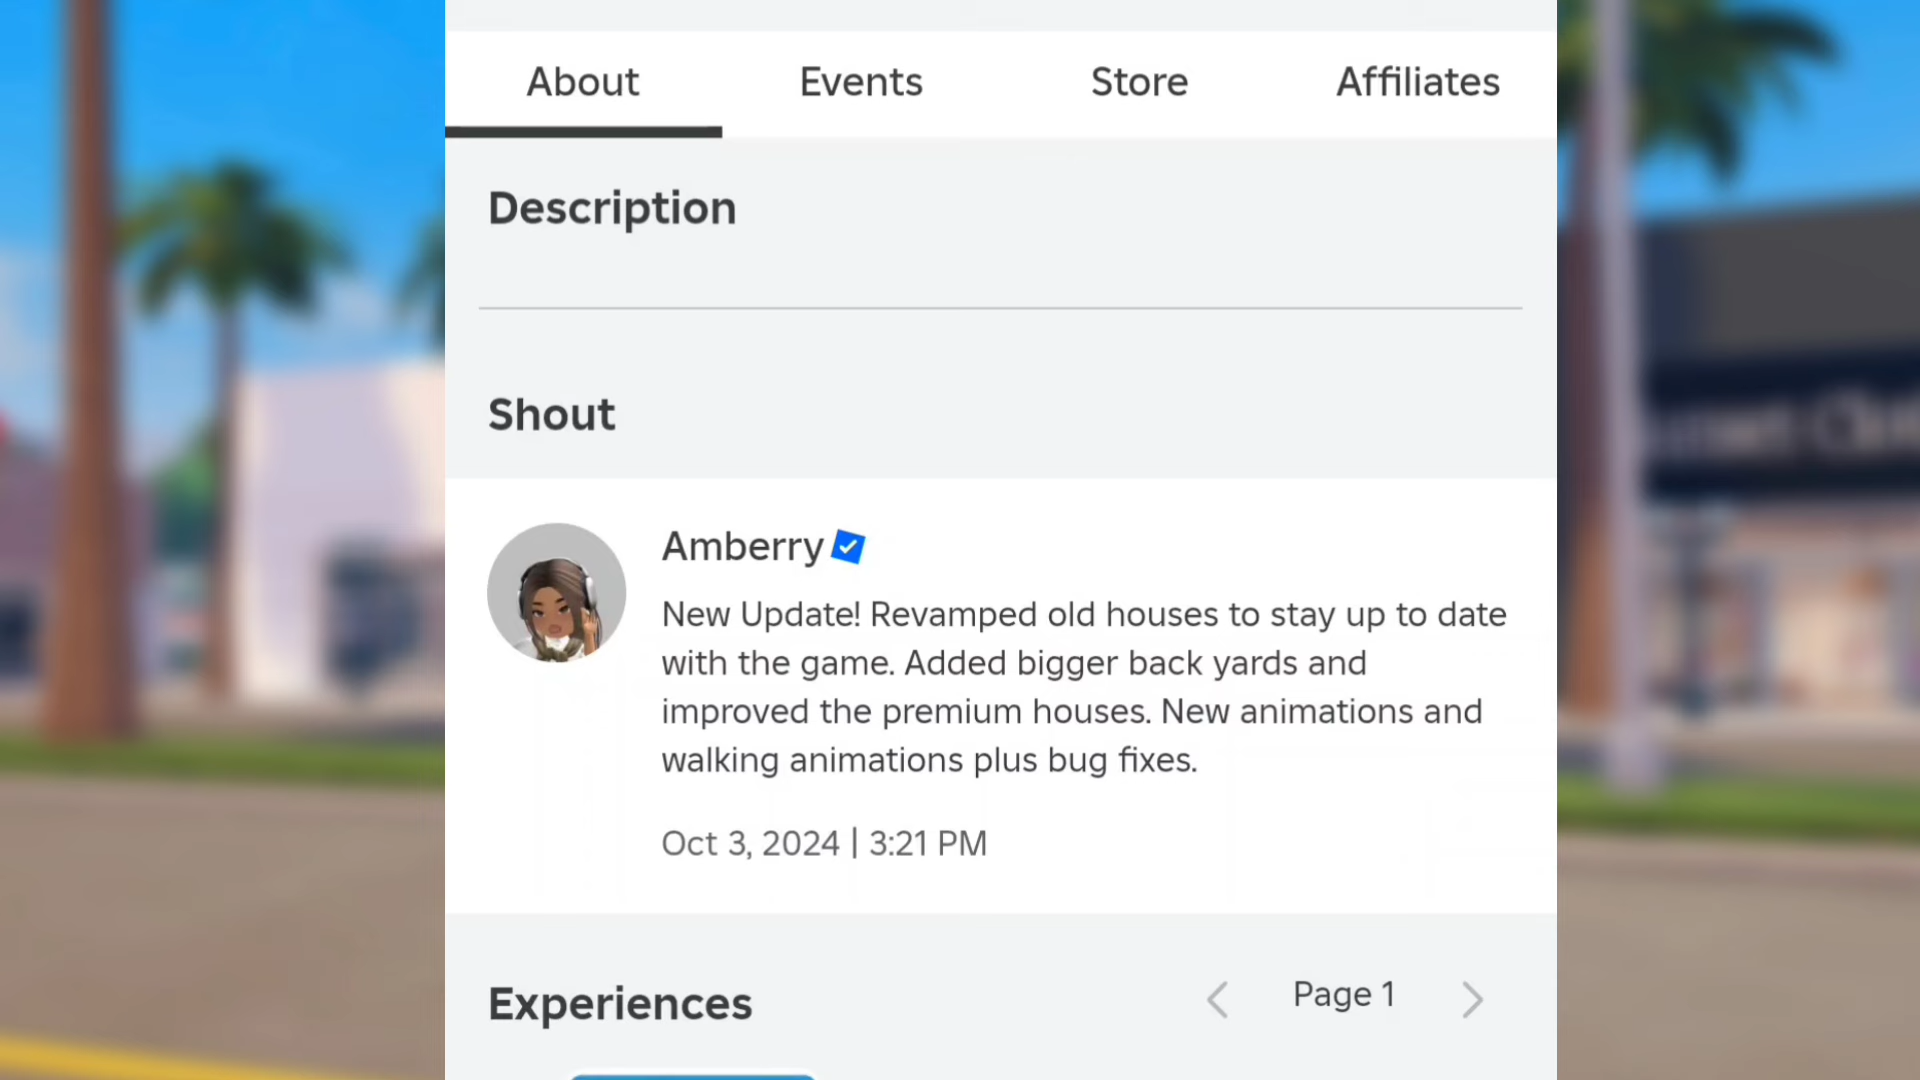 About Events Store Affiliates
Description
Shout
Amberry
New Update! Revamped old houses to stay up to date
with the game. Added bigger back yards and
improved the premium houses. New animations and
walking animations plus bug fixes.
Oct 3, 2024 | 3:21 PM
Experiences
Page 1